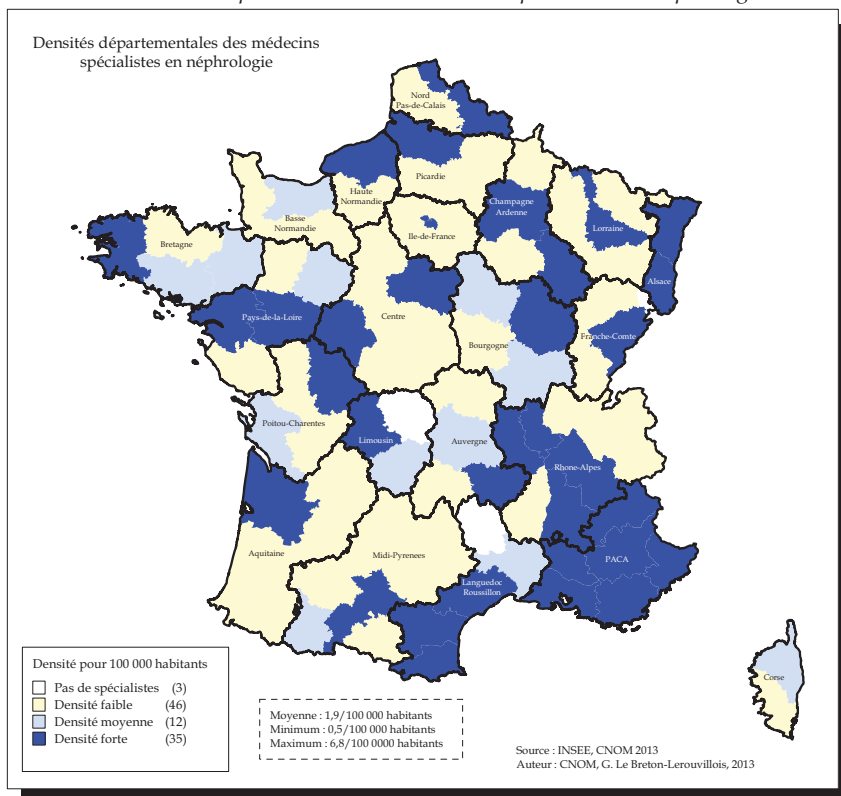 Densités départementales des médecins
spécialistes en néphrologie
Nord
Pas-de-Calais
Picardie
Haute
Normandie
Basse
Normandie
Ile-de-France
Champagne
Ardenne
Lorraine
Alsace
Bretagne
Pays-de-la-Loire
Centre
Bourgogne
Franche-Comte
Poitou-Charentes
Limousin
Auvergne
Rhone-Alpes
Aquitaine
Midi-Pyrenees
Languedoc
Roussillon
PACA
Corse
Densité pour 100 000 habitants
Pas de spécialistes (3)
Densité faible (46)
Densité moyenne (12)
Densité forte (35)
Moyenne : 1,9/100 000 habitants
Minimum : 0,5/100 000 habitants
Maximum : 6,8/100 0000 habitants
Source : INSEE, CNOM 2013
Auteur : CNOM, G. Le Breton-Lerouvillois, 2013